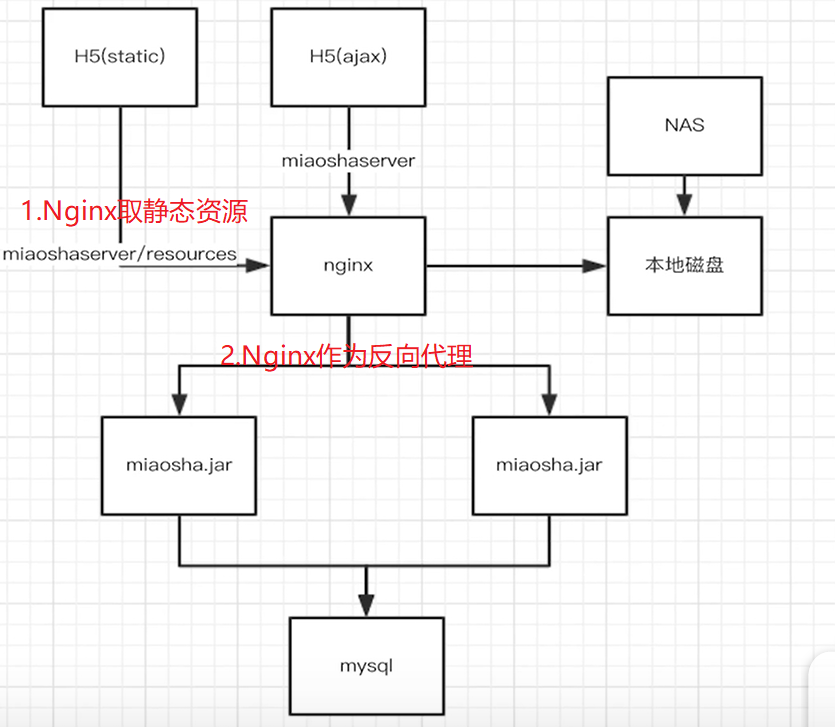 H5(static)
H5(ajax)
NAS
miaoshaserver
1.Nginx取静态资源
miaoshaserver/resources
nginx
本地磁盘
2.Nginx作为反向代理
miaosha.jar
miaosha.jar
mysql